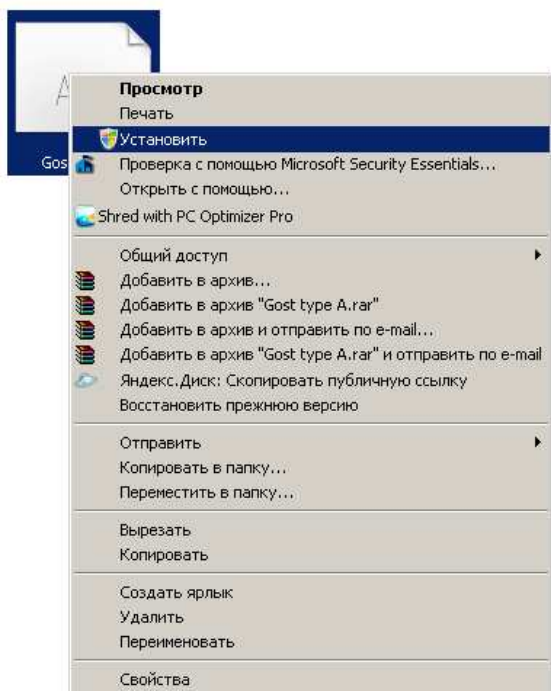 A
Gos
Просмотр
Печать
Установить
Проверка с помощью Microsoft Security Essentials...
Открыть с помощью...
Shred with PC Optimizer Pro
Общий доступ
Добавить в архив...
Добавить в архив "Gost type A.rar"
Добавить в архив и отправить по e-mail...
Добавить в архив "Gost type A.rar" и отправить по e-mail
Яндекс.Диск: Скопировать публичную ссылку
Восстановить прежнюю версию
Отправить
Копировать в папку...
Переместить в папку...
Вырезать
Копировать
Создать ярлык
Удалить
Переименовать
Свойства